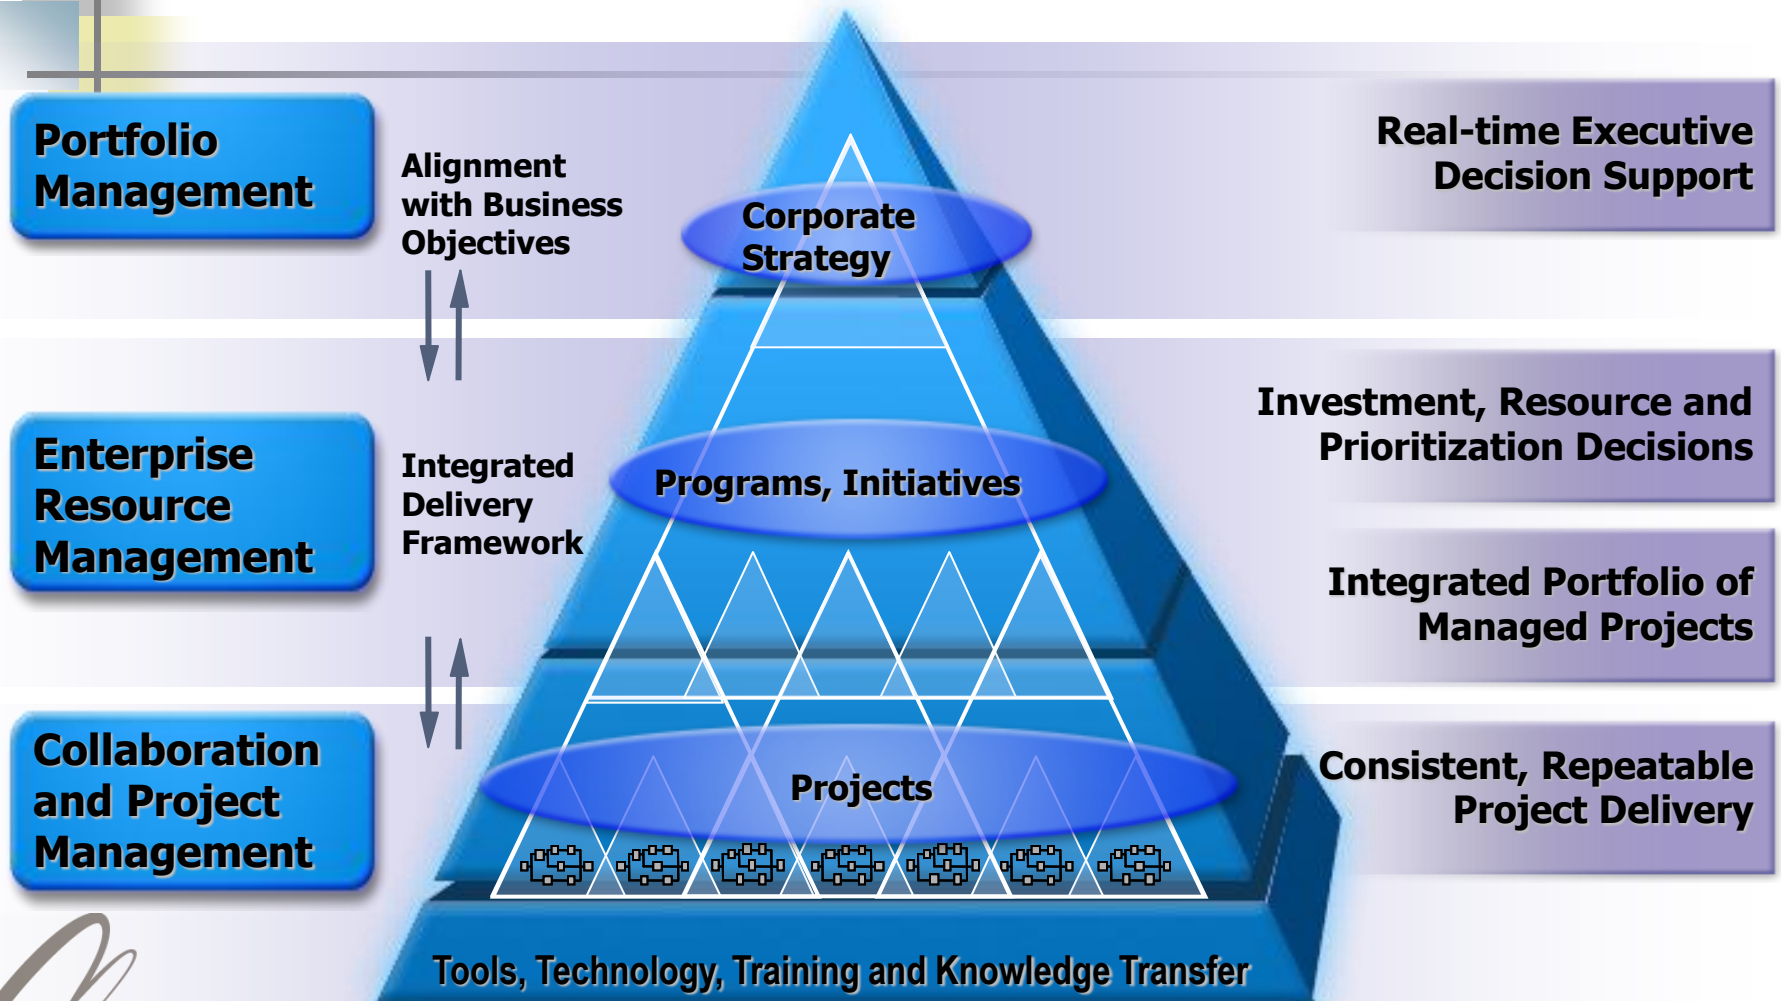 Portfolio
Management
Alignment
with Business
Objectives
Corporate
Strategy
Real-time Executive
Decision Support
Enterprise
Resource
Management
Integrated
Delivery
Framework
Programs, Initiatives
Investment, Resource and
Prioritization Decisions
Integrated Portfolio of
Managed Projects
Collaboration
and Project
Management
Projects
Consistent, Repeatable
Project Delivery
Tools, Technology, Training and Knowledge Transfer